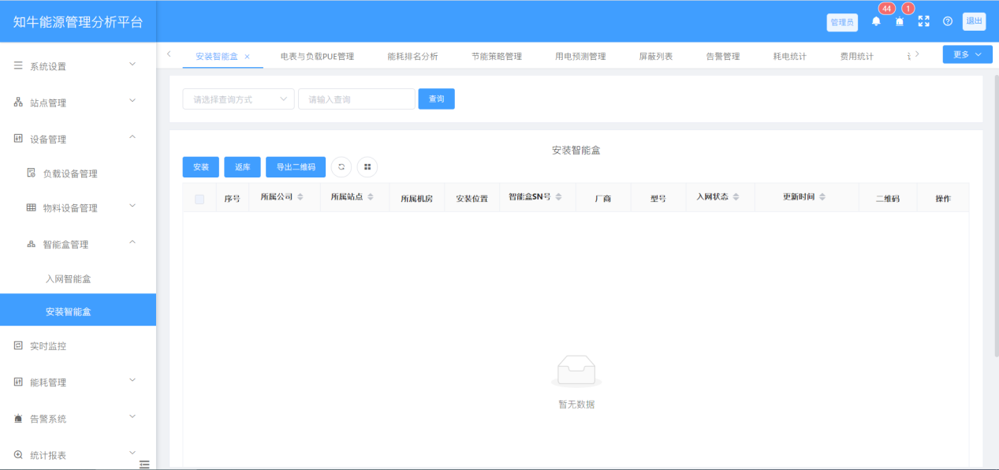 知牛能源管理分析平台
管理员
44
1
退出
系统设置
站点管理
设备管理
负载设备管理
物料设备管理
智能盒管理
入网智能盒
安装智能盒
实时监控
能耗管理
告警系统
统计报表
安装智能盒
电表与负载PUE管理
能耗排名分析
节能策略管理
用电预测管理
屏蔽列表
告警管理
耗电统计
费用统计
更多
请选择查询方式
请输入查询
查询
安装智能盒
安装
返库
导出二维码
序号
所属公司
所属站点
所属机房
安装位置
智能盒SN号
厂商
型号
入网状态
更新时间
二维码
操作
暂无数据